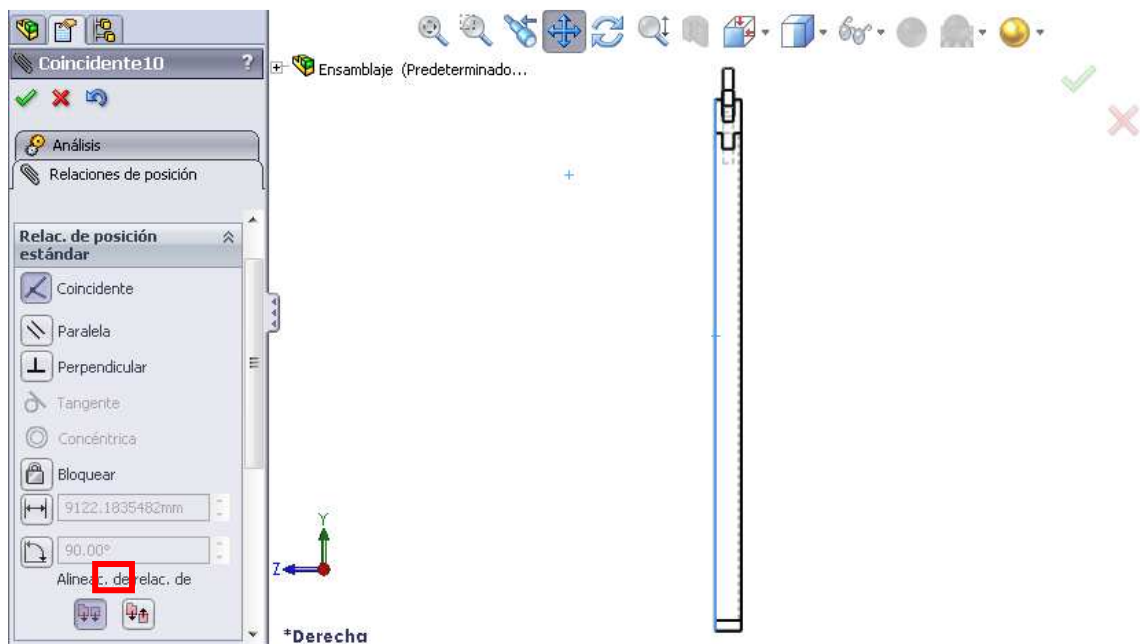 Coincidente10 ?
Ensamblaje (Predeterminado...
Análisis
Relaciones de posición
Relac. de posición
estándar
Coincidente
Paralela
Perpendicular
Tangente
Concéntrica
Bloquear
9122.1835482mm
90.00°
Alineac. de relac. de
Y
Z
*Derecha